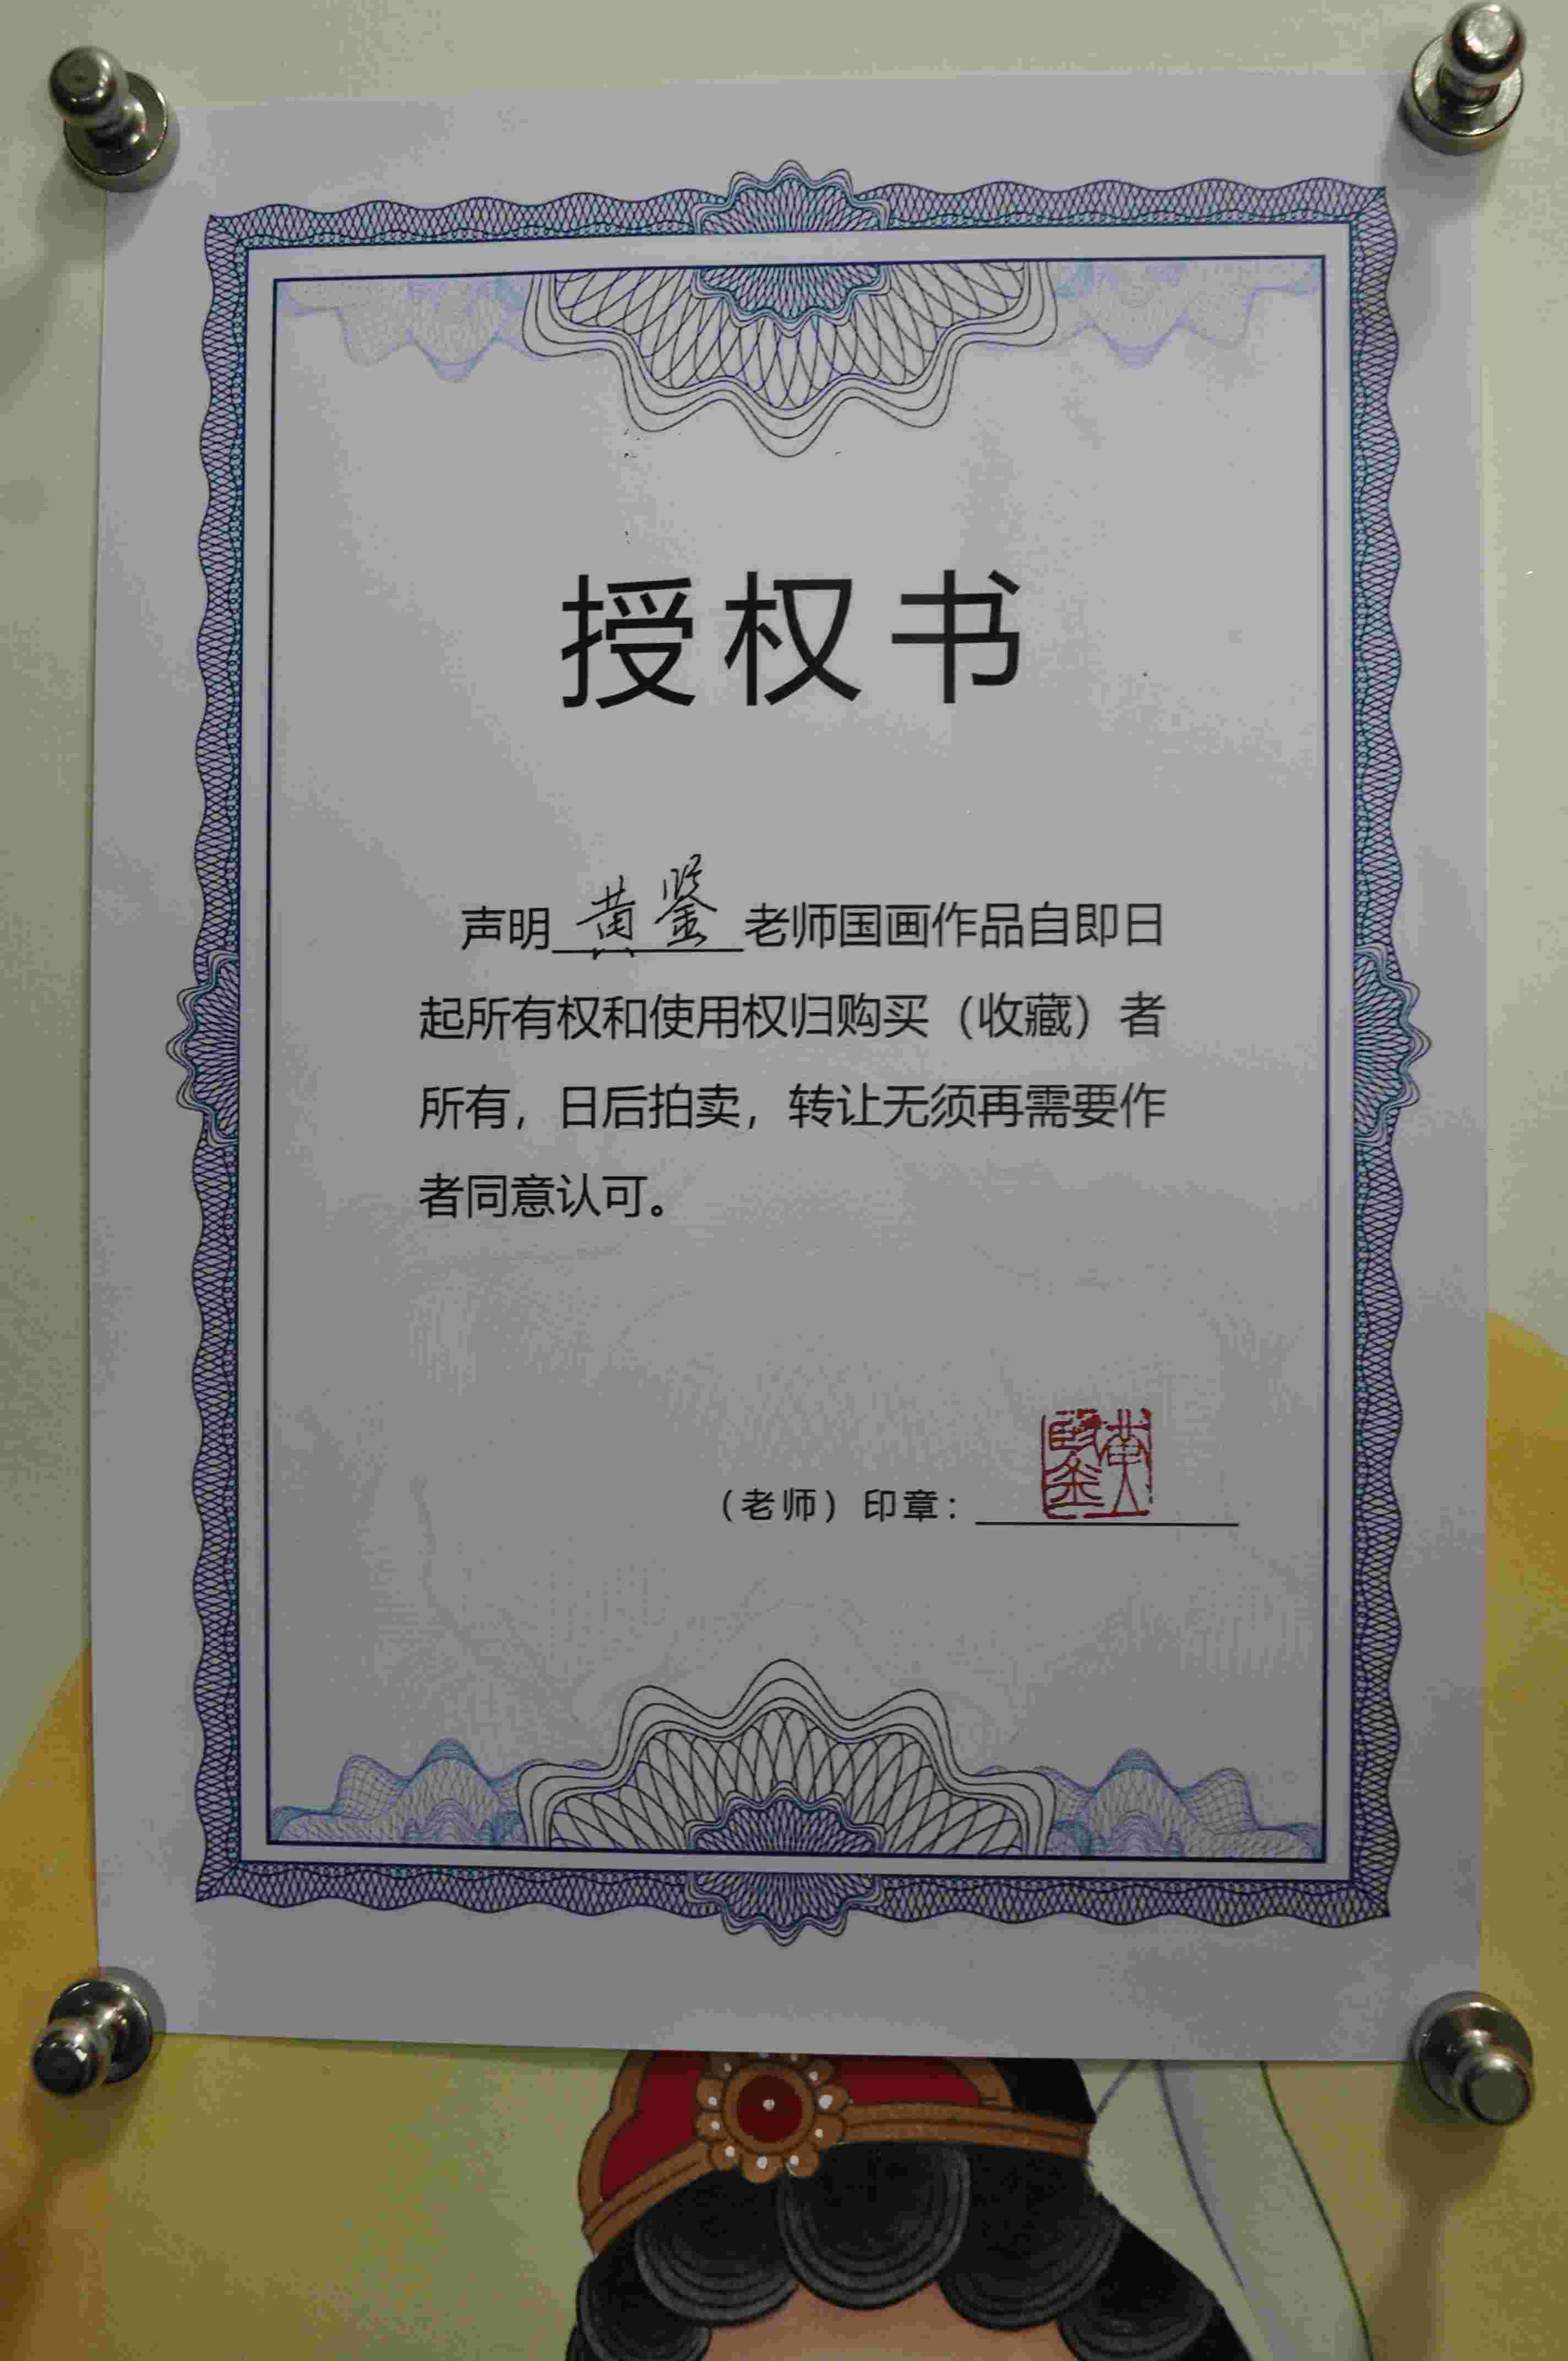 授权书
声明黄鉴老师国画作品自即日
起所有权和使用权归购买（收藏）者
所有，日后拍卖，转让无须再需要作
者同意认可。
（老师）印章：
黄鉴